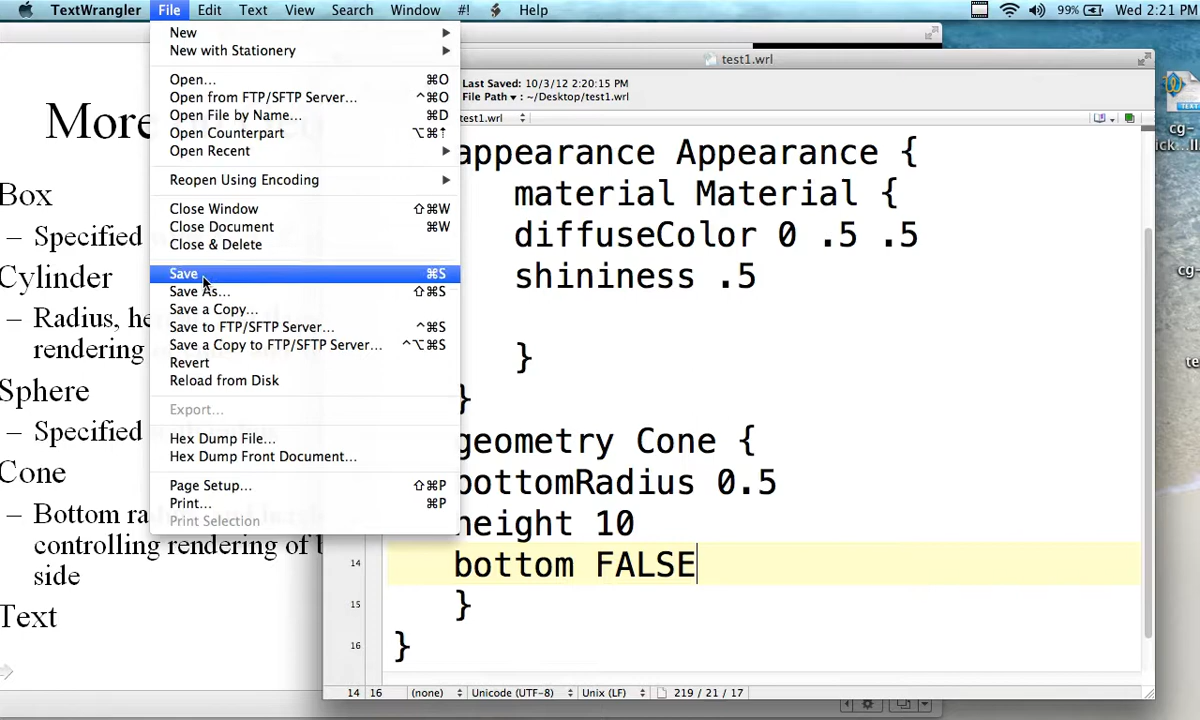 TextWrangler File Edit Text View Search Window #! Help 99% Wed 2:21 PM
New
New with Stationery
Open... ⌘O
Open from FTP/SFTP Server... ^⌘O
Open File by Name... ⌘D
Open Counterpart ⌥⌘↑
Open Recent
Reopen Using Encoding
Close Window ⇧⌘W
Close Document ⌘W
Close & Delete
Save ⌘S
Save As... ⇧⌘S
Save a Copy...
Save to FTP/SFTP Server... ^⌘S
Save a Copy to FTP/SFTP Server... ^⌥⌘S
Revert
Reload from Disk
Export...
Hex Dump File...
Hex Dump Front Document...
Page Setup... ⇧⌘P
Print... ⌘P
Print Selection
More
Box
– Specified
Cylinder
– Radius, he
rendering
Sphere
– Specified
Cone
– Bottom ra
controlling rendering of b
side
Text
test1.wrl
Last Saved: 10/3/12 2:20:15 PM
File Path ▾ : ~/Desktop/test1.wrl
test1.wrl
appearance Appearance {
material Material {
diffuseColor 0 .5 .5
shininess .5
}
}
geometry Cone {
bottomRadius 0.5
height 10
14 bottom FALSE
15 }
16 }
14 16 (none) Unicode (UTF-8) Unix (LF) 219 / 21 / 17
TEXT
cg-
ick...ll
cg
te